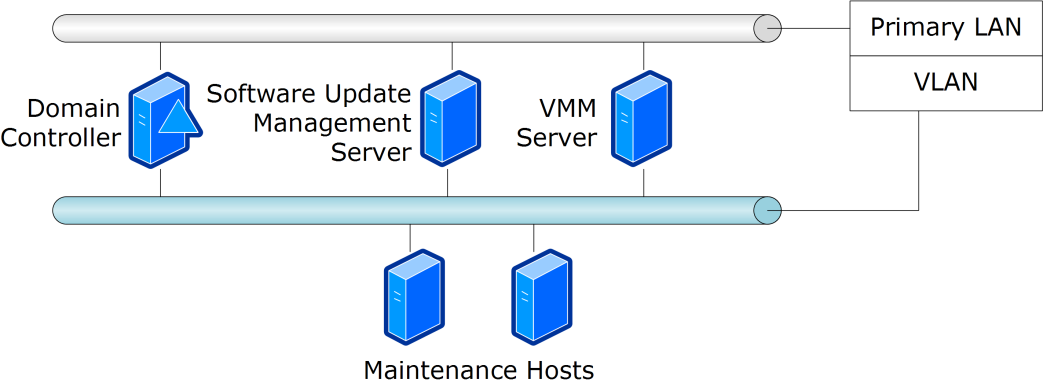 Primary LAN
VLAN
Domain
Controller
Software Update
Management
Server
VMM
Server
Maintenance Hosts